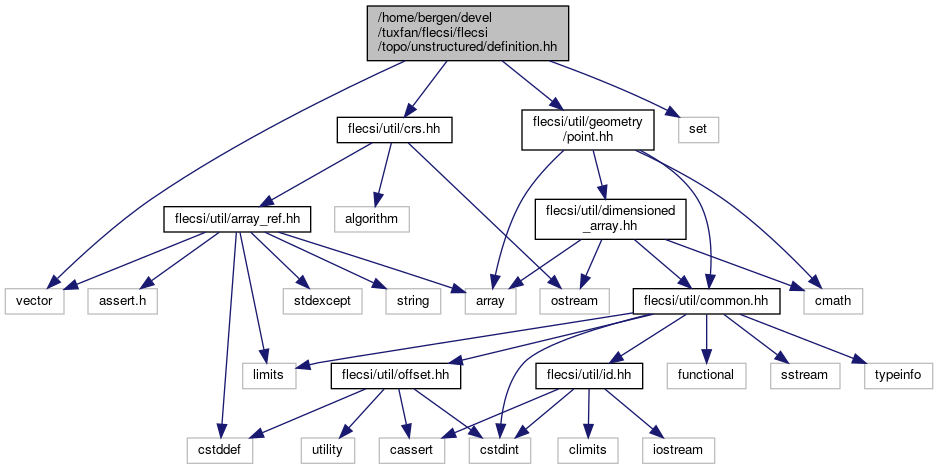 /home/bergen/devel
/tuxfan/flecsi/flecsi
/topo/unstructured/definition.hh
flecsi/util/crs.hh
flecsi/util/geometry
/point.hh
set
flecsi/util/array_ref.hh
algorithm
flecsi/util/dimensioned
_array.hh
vector
assert.h
stdexcept
string
array
ostream
flecsi/util/common.hh
cmath
limits
flecsi/util/offset.hh
flecsi/util/id.hh
functional
sstream
typeinfo
cstddef
utility
cassert
cstdint
climits
iostream